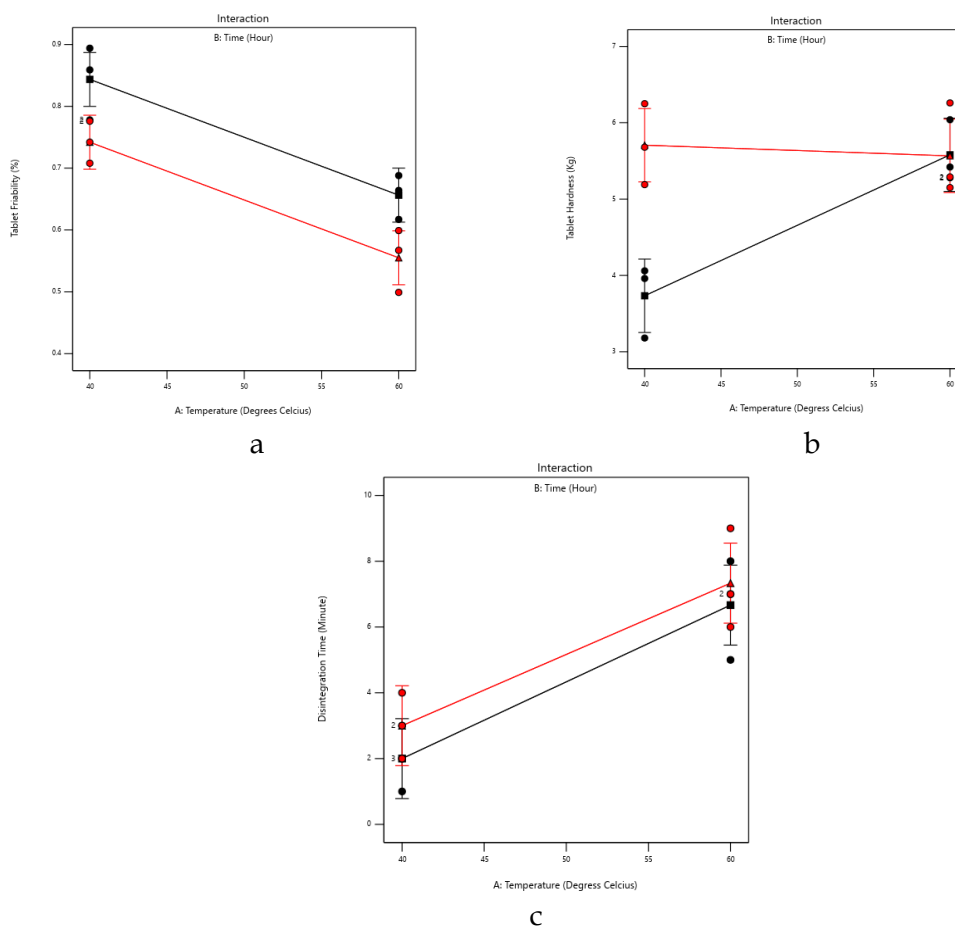 Interaction
B: Time (Hour)
Tablet Friability (%)
0.9
0.8
0.7
0.6
0.5
0.4
40
45
50
55
60
A: Temperature (Degrees Celcius)
a
Interaction
B: Time (Hour)
Tablet Hardness (Kg)
7
6
5
4
3
2
40
45
50
55
60
A: Temperature (Degress Celcius)
b
Interaction
B: Time (Hour)
Disintegration Time (Minute)
10
8
6
4
2
0
2
3
2
40
45
50
55
60
A: Temperature (Degress Celcius)
c